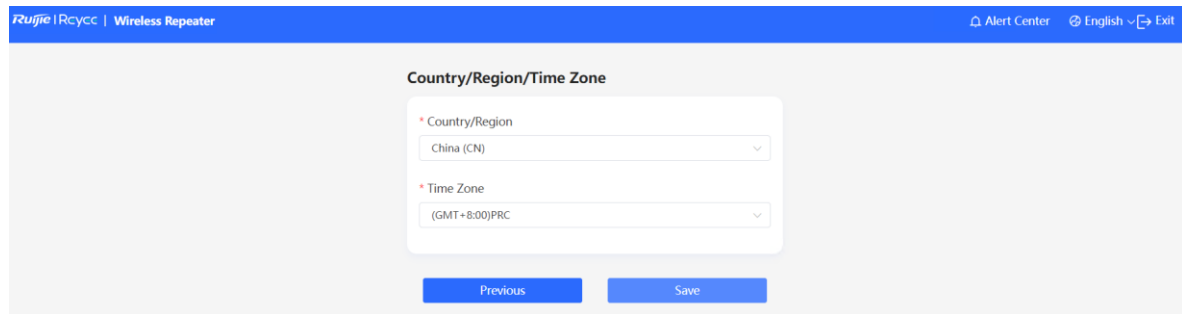 Ruijie | Rcycc | Wireless Repeater
Alert Center English Exit
Country/Region/Time Zone
* Country/Region
China (CN)
* Time Zone
(GMT+8:00)PRC
Previous
Save